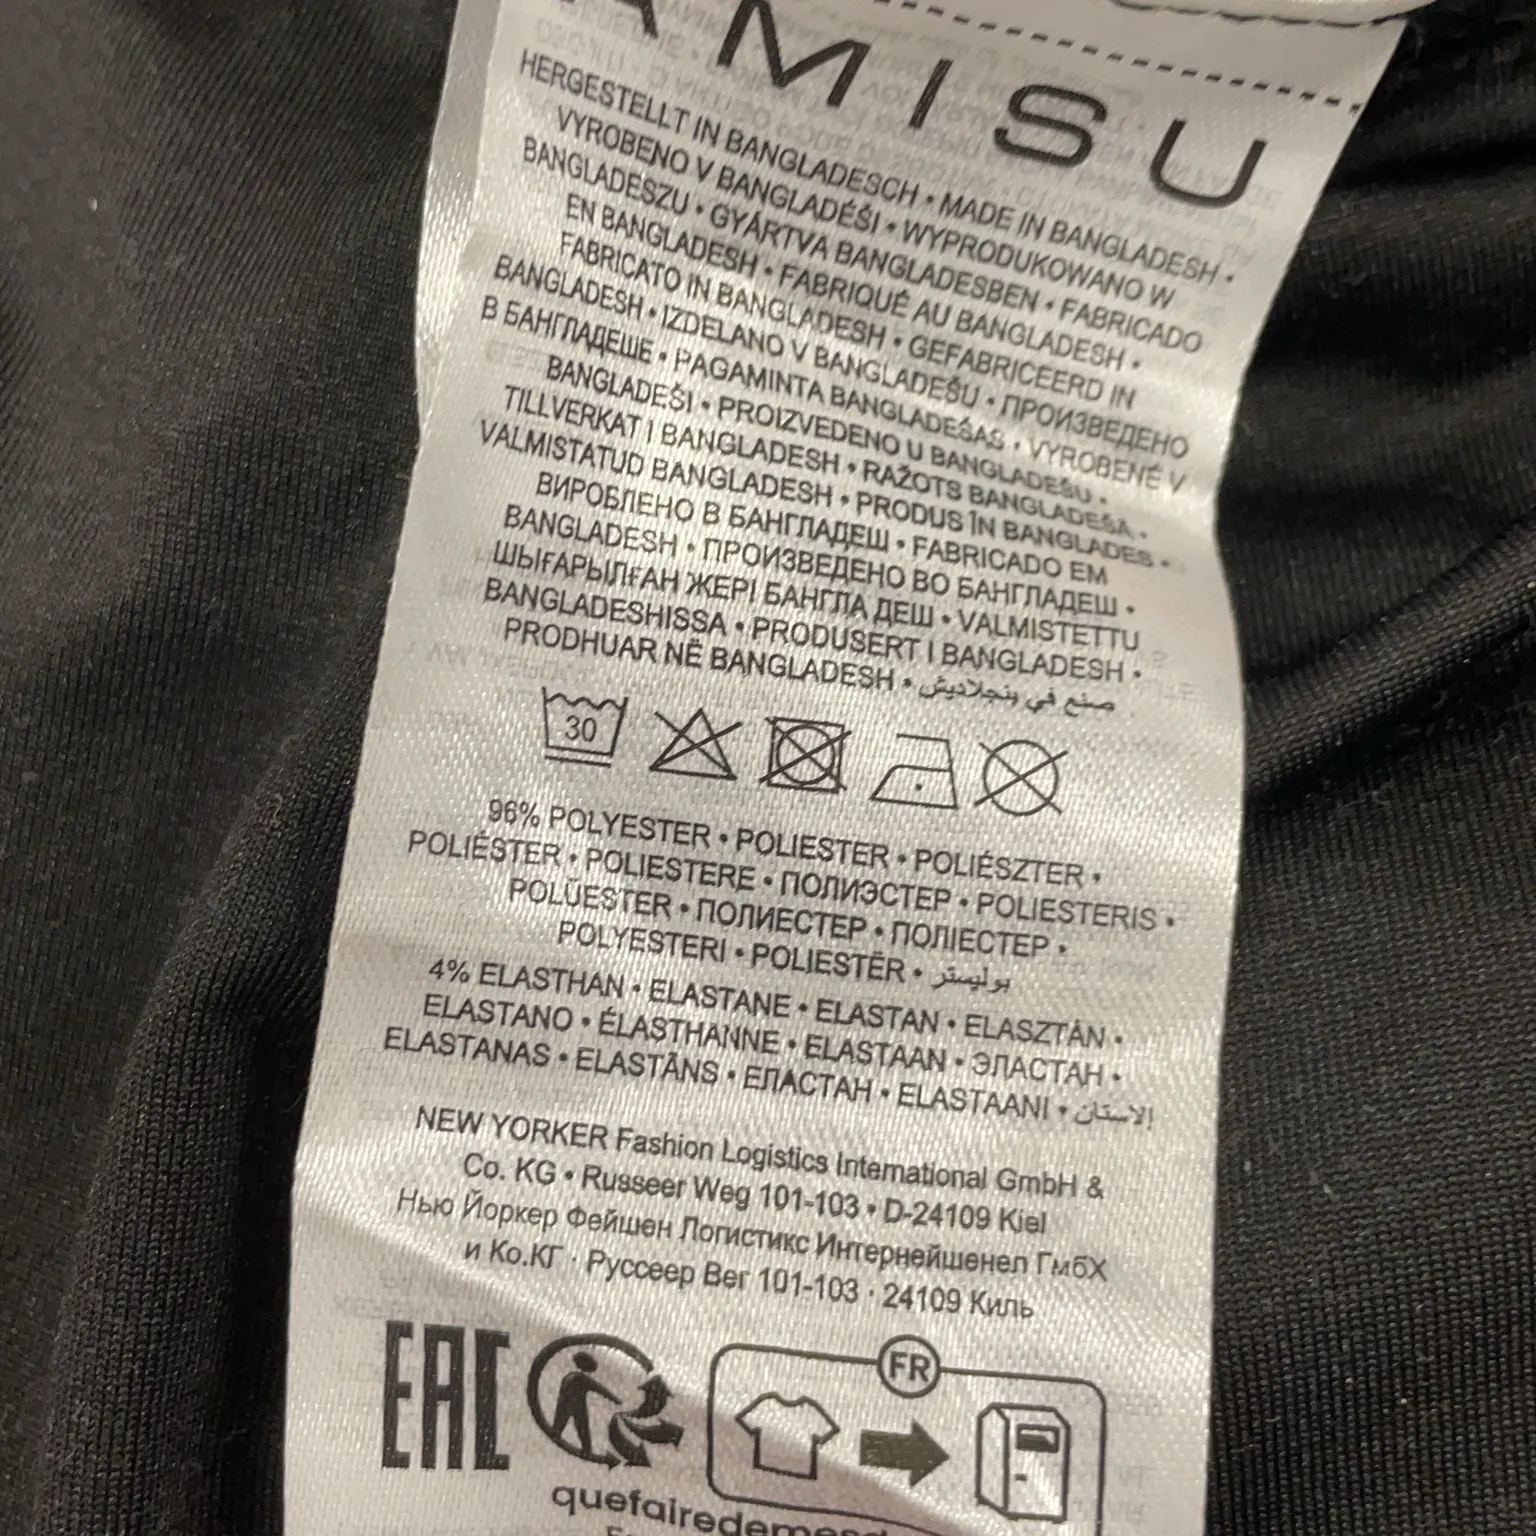 AMISU
HERGESTELLT IN BANGLADESCH • MADE IN BANGLADESH •
VYROBENO V BANGLADÉŠI • WYPRODUKOWANO W
BANGLADESZU • GYÁRTVA BANGLADESBEN • FABRICADO
EN BANGLADESH • FABRIQUÉ AU BANGLADESH •
FABRICATO IN BANGLADESH • GEFABRICEERD IN
BANGLADESH • IZDELANO V BANGLADEŠU • ПРОИЗВЕДЕНО
В БАНГЛАДЕШЕ • PAGAMINTA BANGLADEŠAS • VYROBENÉ V
BANGLADEŠI • PROIZVEDENO U BANGLADEŠU •
TILLVERKAT I BANGLADESH • RAŽOTS BANGLADEŠA •
VALMISTATUD BANGLADESH • PRODUS ÎN BANGLADES •
ВИРОБЛЕНО В БАНГЛАДЕШ • FABRICADO EM
BANGLADESH • ПРОИЗВЕДЕНО ВО БАНГЛАДЕШ •
ШЫҒАРЫЛҒАН ЖЕРІ БАНГЛА ДЕШ • VALMISTETTU
BANGLADESHISSA • PRODUSERT I BANGLADESH •
PRODHUAR NË BANGLADESH • صنع في بنجلاديش
30
96% POLYESTER • POLIESTER • POLIÉSZTER •
POLIÉSTER • POLIESTERE • ПОЛИЭСТЕР • POLIESTERIS •
POLÜESTER • ПОЛИЕСТЕР • ПОЛІЕСТЕР •
POLYESTERI • POLIESTËR • بوليستر
4% ELASTHAN • ELASTANE • ELASTAN • ELASZTÁN •
ELASTANO • ÉLASTHANNE • ELASTAAN • ЭЛАСТАН •
ELASTANAS • ELASTĀNS • ЕЛАСТАН • ELASTAANI • الاستان
NEW YORKER Fashion Logistics International GmbH &
Co. KG • Russeer Weg 101-103 • D-24109 Kiel
Нью Йоркер Фейшен Логистикс Интернейшенел ГмбХ
и Ко.КГ · Руссеер Вег 101-103 · 24109 Киль
EAC
FR